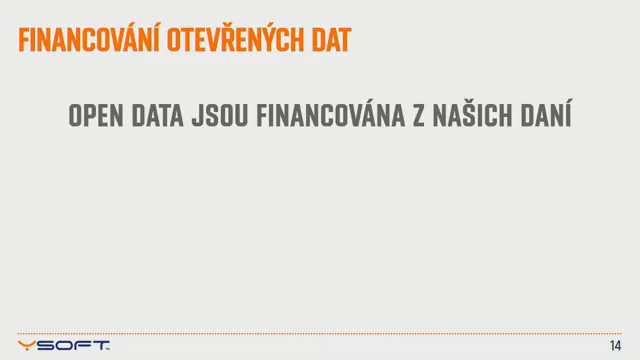 FINANCOVÁNÍ OTEVŘENÝCH DAT
OPEN DATA JSOU FINANCOVÁNA Z NAŠICH DANÍ
YSOFT
14